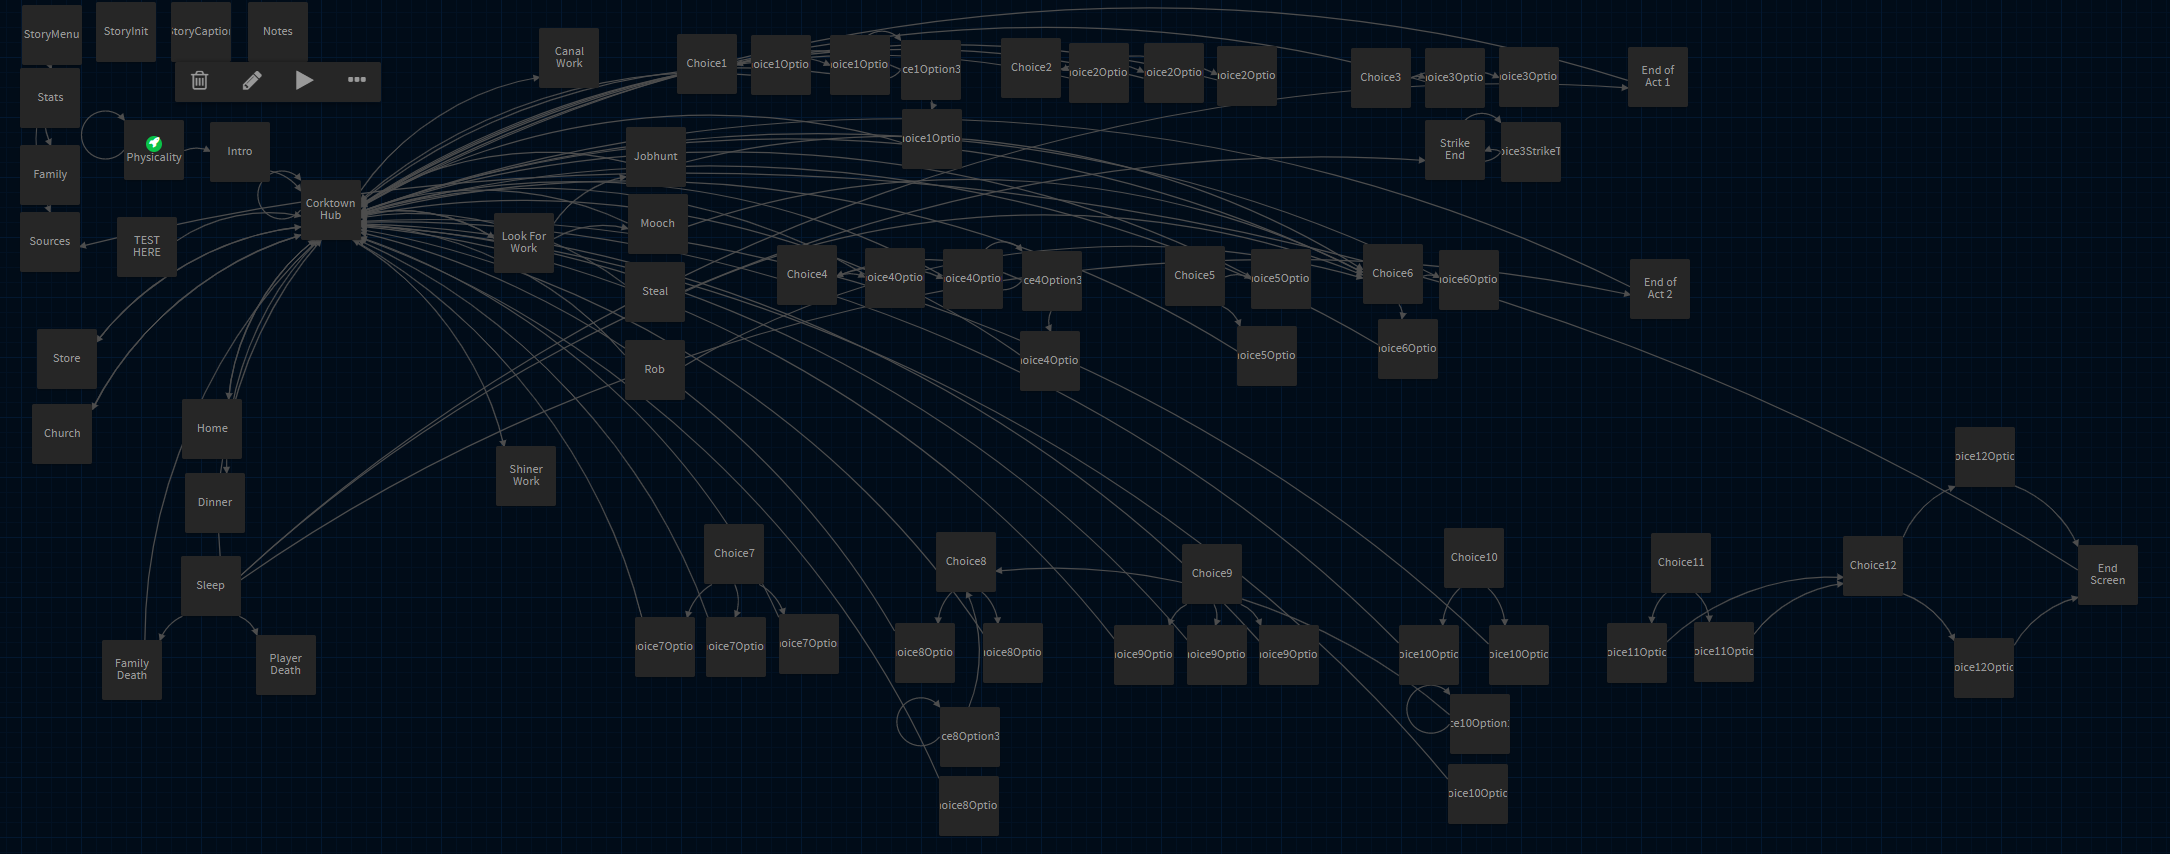 StoryMenu
StoryInit
StoryCaption
Notes
Stats
Physicality
Intro
Family
Sources
TEST
HERE
Corktown
Hub
Canal
Work
Choice1
oice1Optio
oice1Optio
ce1Option3
oice1Optio
Choice2
oice2Optio
oice2Optio
oice2Optio
Choice3
oice3Optio
oice3Optio
End of
Act 1
Strike
End
oice3StrikeT
Jobhunt
Mooch
Look For
Work
Steal
Rob
Choice4
oice4Optio
oice4Optio
ce4Option3
oice4Optio
Choice5
oice5Optio
oice5Optio
Choice6
oice6Optio
oice6Optio
End of
Act 2
Store
Church
Home
Dinner
Sleep
Family
Death
Player
Death
Shiner
Work
Choice7
oice7Optio
oice7Optio
oice7Optio
Choice8
oice8Optio
oice8Optio
ce8Option3
oice8Optio
Choice9
oice9Optio
oice9Optio
oice9Optio
Choice10
oice10Optic
oice10Optic
ce10Option
oice10Optic
Choice11
oice11Optic
oice11Optic
Choice12
oice12Optic
oice12Optic
End
Screen